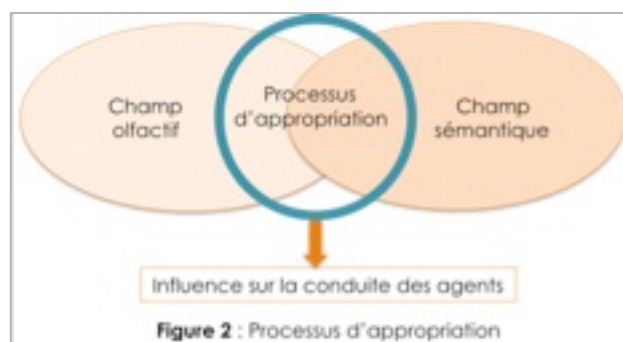 Champ
olfactif
Processus
d'appropriation
Champ
sémantique
Influence sur la conduite des agents
Figure 2 : Processus d'appropriation